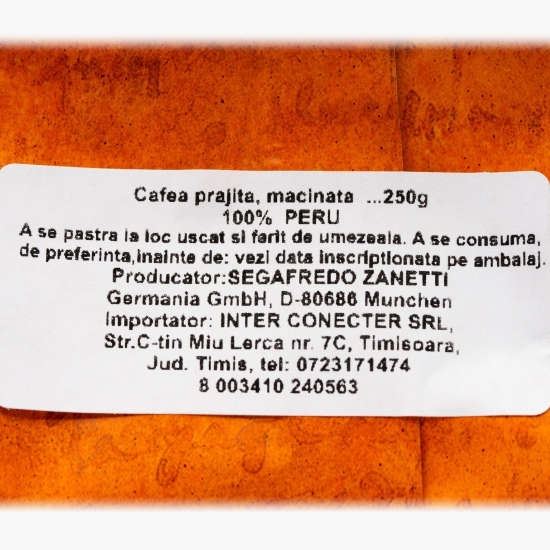 Cafea prajita, macinata ...250g
100% PERU
A se pastra la loc uscat si ferit de umezeala. A se consuma,
de preferinta,inainte de: vezi data inscriptionata pe ambalaj.
Producator:SEGAFREDO ZANETTI
Germania GmbH, D-80686 Munchen
Importator: INTER CONECTER SRL,
Str.C-tin Miu Lerca nr. 7C, Timisoara,
Jud. Timis, tel: 0723171474
8 003410 240563